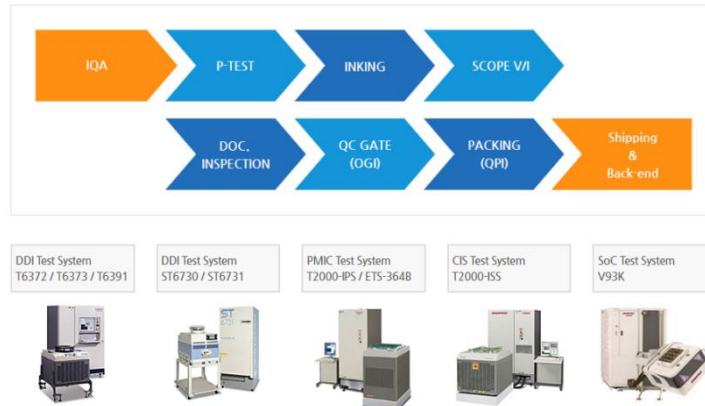 IQA
P-TEST
INKING
SCOPE V/I
DOC.
INSPECTION
QC GATE
(OGI)
PACKING
(QPI)
Shipping
&
Back-end
DDI Test System
T6372 / T6373 / T6391
DDI Test System
ST6730 / ST6731
PMIC Test System
T2000-IPS / ETS-364B
CIS Test System
T2000-ISS
SoC Test System
V93K
ST
6731